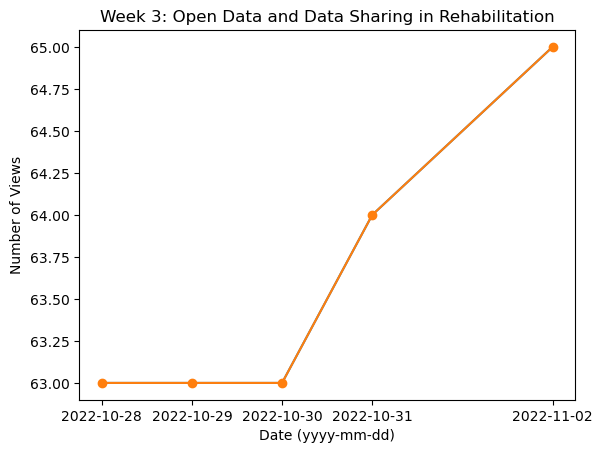 Week 3: Open Data and Data Sharing in Rehabilitation
65.00
64.75
64.50
64.25
64.00
63.75
63.50
63.25
63.00
Number of Views
2022-10-28 2022-10-29 2022-10-30 2022-10-31 2022-11-02
Date (yyyy-mm-dd)